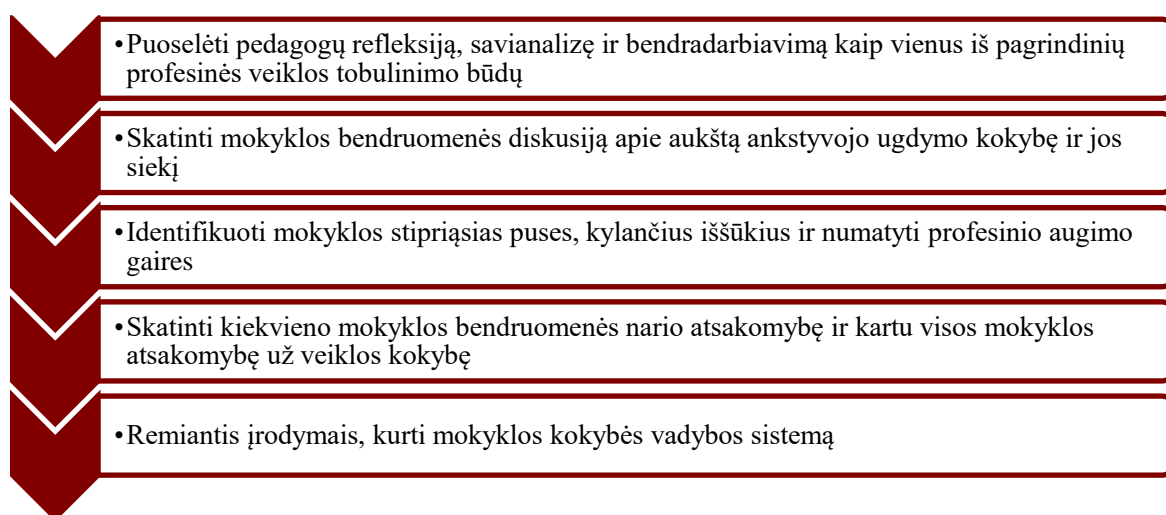 •Puoselėti pedagogų refleksiją, savianalizę ir bendradarbiavimą kaip vienus iš pagrindinių
profesinės veiklos tobulinimo būdų
•Skatinti mokyklos bendruomenės diskusiją apie aukštą ankstyvojo ugdymo kokybę ir jos
siekį
•Identifikuoti mokyklos stipriąsias puses, kylančius iššūkius ir numatyti profesinio augimo
gaires
•Skatinti kiekvieno mokyklos bendruomenės nario atsakomybę ir kartu visos mokyklos
atsakomybę už veiklos kokybę
•Remiantis įrodymais, kurti mokyklos kokybės vadybos sistemą